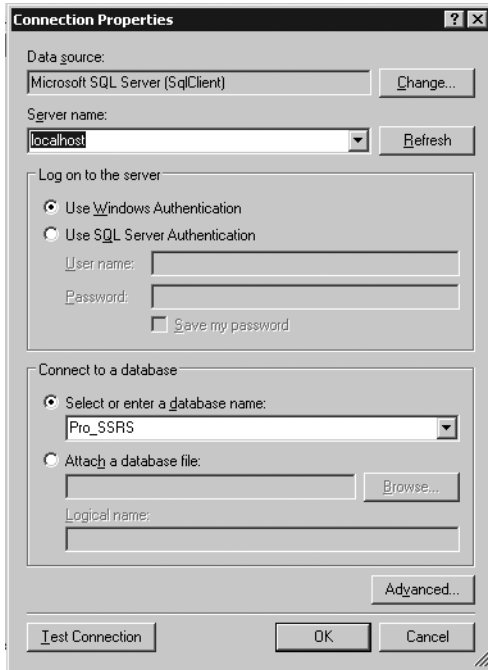 Connection Properties
Data source:
Microsoft SQL Server (SqlClient)
Change...
Server name:
localhost
Refresh
Log on to the server
Use Windows Authentication
Use SQL Server Authentication
User name:
Password:
Save my password
Connect to a database
Select or enter a database name:
Pro_SSRS
Attach a database file:
Browse...
Logical name:
Advanced...
Test Connection
OK
Cancel